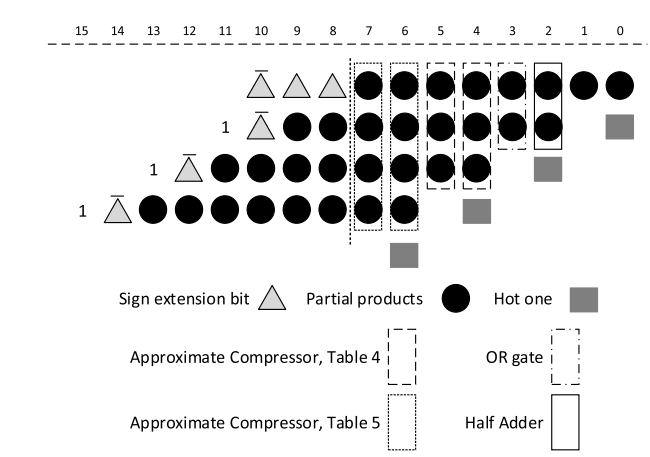 15 14 13 12 11 10 9 8 7 6 5 4 3 2 1 0
1
1
1
Sign extension bit Partial products Hot one
Approximate Compressor, Table 4 OR gate
Approximate Compressor, Table 5 Half Adder